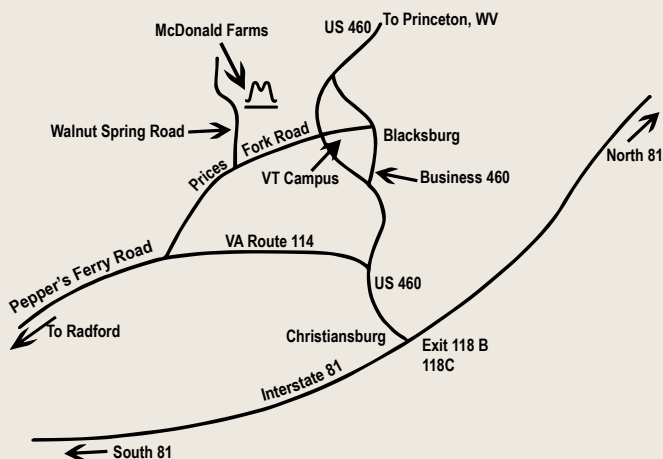 McDonald Farms
US 460
To Princeton, WV
Walnut Spring Road
Prices Fork Road
Blacksburg
North 81
VT Campus
Business 460
Pepper's Ferry Road
VA Route 114
US 460
To Radford
Christiansburg
Exit 118 B
118C
Interstate 81
South 81